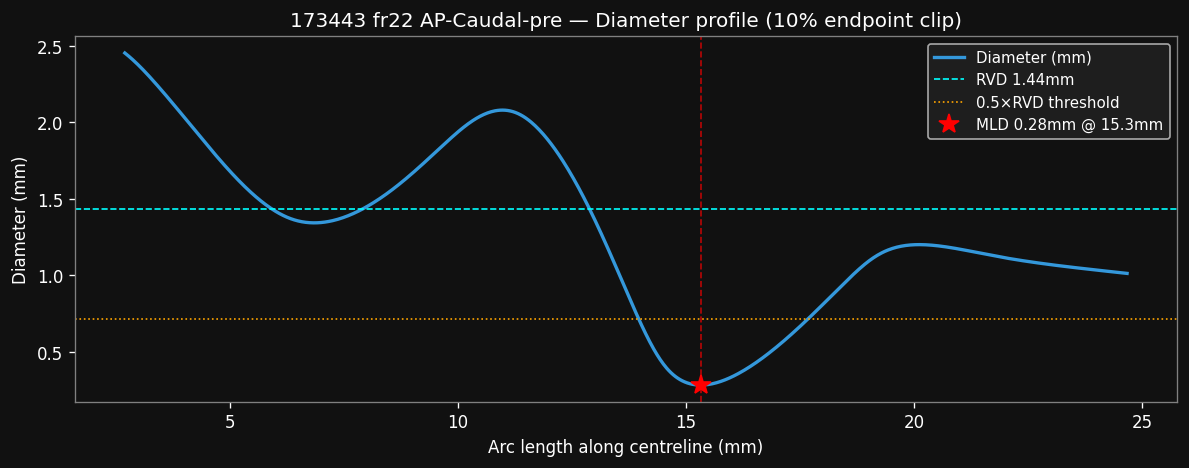 173443 fr22 AP-Caudal-pre — Diameter profile (10% endpoint clip)
Diameter (mm)
RVD 1.44mm
0.5×RVD threshold
MLD 0.28mm @ 15.3mm
Diameter (mm)
2.5
2.0
1.5
1.0
0.5
5 10 15 20 25
Arc length along centreline (mm)